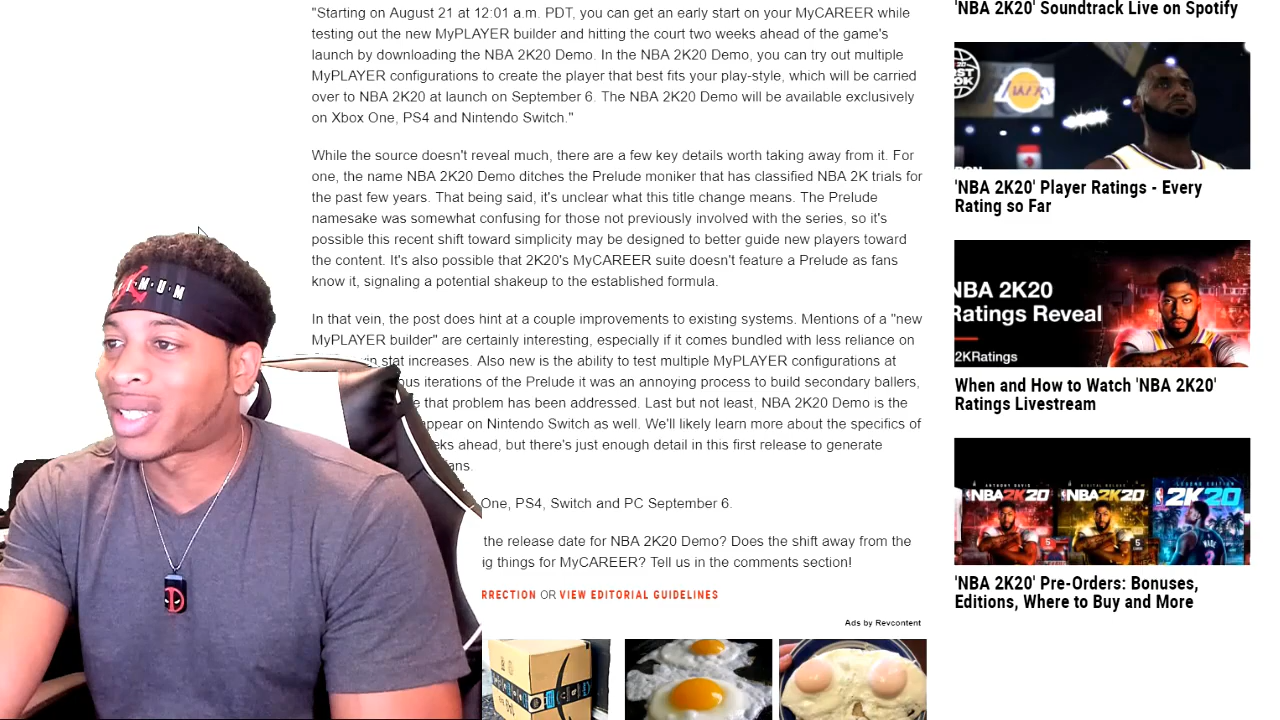 "Starting on August 21 at 12:01 a.m. PDT, you can get an early start on your MyCAREER while
testing out the new MyPLAYER builder and hitting the court two weeks ahead of the game's
launch by downloading the NBA 2K20 Demo. In the NBA 2K20 Demo, you can try out multiple
MyPLAYER configurations to create the player that best fits your play-style, which will be carried
over to NBA 2K20 at launch on September 6. The NBA 2K20 Demo will be available exclusively
on Xbox One, PS4 and Nintendo Switch."
While the source doesn't reveal much, there are a few key details worth taking away from it. For
one, the name NBA 2K20 Demo ditches the Prelude moniker that has classified NBA 2K trials for
the past few years. That being said, it's unclear what this title change means. The Prelude
namesake was somewhat confusing for those not previously involved with the series, so it's
possible this recent shift toward simplicity may be designed to better guide new players toward
the content. It's also possible that 2K20's MyCAREER suite doesn't feature a Prelude as fans
know it, signaling a potential shakeup to the established formula.
In that vein, the post does hint at a couple improvements to existing systems. Mentions of a "new
MyPLAYER builder" are certainly interesting, especially if it comes bundled with less reliance on
stat increases. Also new is the ability to test multiple MyPLAYER configurations at
iterations of the Prelude it was an annoying process to build secondary ballers,
that problem has been addressed. Last but not least, NBA 2K20 Demo is the
appear on Nintendo Switch as well. We'll likely learn more about the specifics of
ahead, but there's just enough detail in this first release to generate
One, PS4, Switch and PC September 6.
the release date for NBA 2K20 Demo? Does the shift away from the
things for MyCAREER? Tell us in the comments section!
OR VIEW EDITORIAL GUIDELINES
Ads by Revcontent
'NBA 2K20' Soundtrack Live on Spotify
'NBA 2K20' Player Ratings - Every
Rating so Far
NBA 2K20
Ratings Reveal
2KRatings
When and How to Watch 'NBA 2K20'
Ratings Livestream
NBA2K20
NBA2K20
2K20
'NBA 2K20' Pre-Orders: Bonuses,
Editions, Where to Buy and More